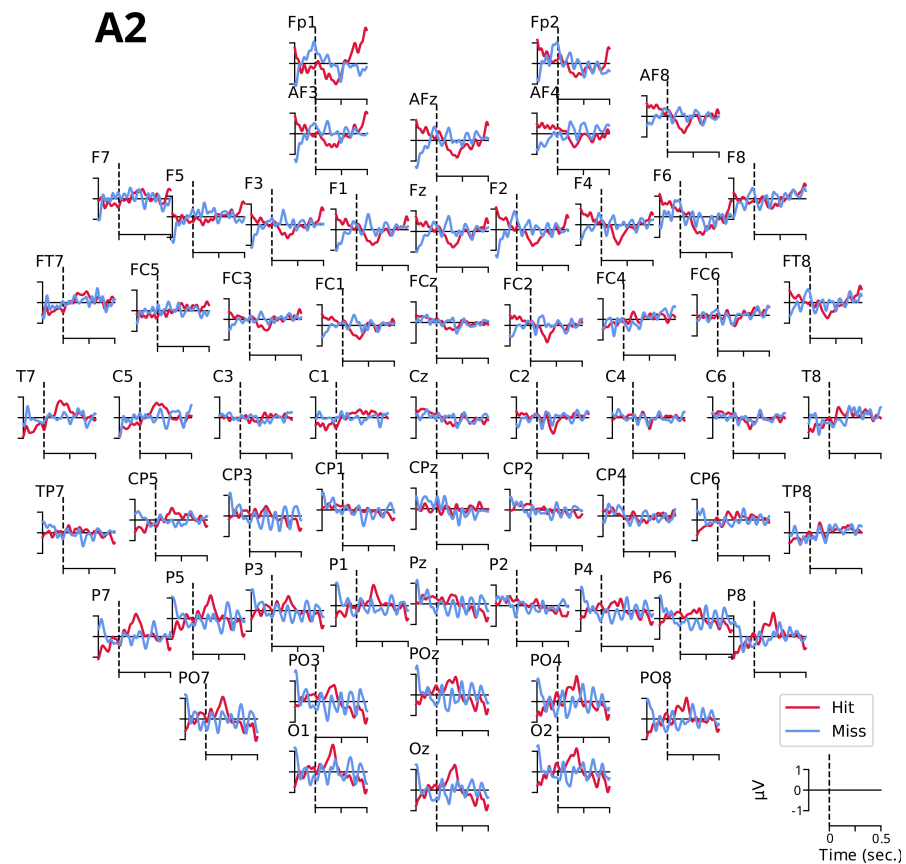 A2
Fp1 Fp2
AF3 AFz AF4 AF8
F7 F5 F3 F1 Fz F2 F4 F6 F8
FT7 FC5 FC3 FC1 FCz FC2 FC4 FC6 FT8
T7 C5 C3 C1 Cz C2 C4 C6 T8
TP7 CP5 CP3 CP1 CPz CP2 CP4 CP6 TP8
P7 P5 P3 P1 Pz P2 P4 P6 P8
PO7 PO3 POz PO4 PO8
O1 Oz O2
Hit
Miss
µV
1
0
-1
0 0.5
Time (sec.)